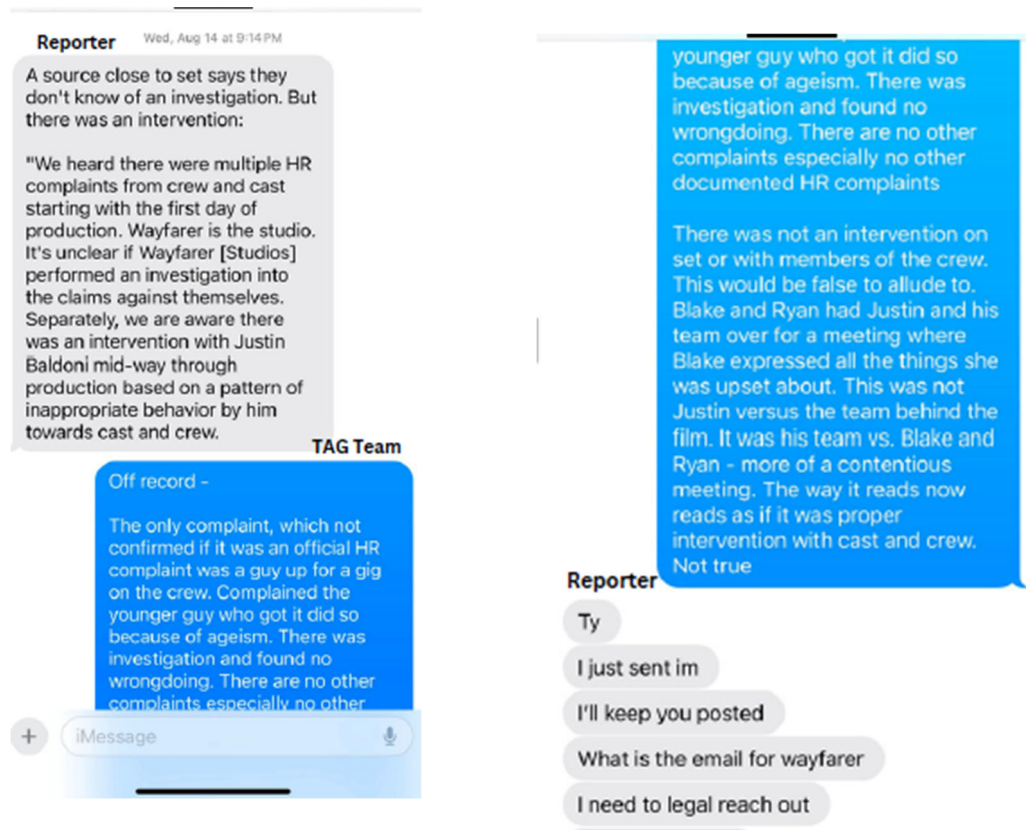 Reporter
Wed, Aug 14 at 9:14 PM
A source close to set says they
don't know of an investigation. But
there was an intervention:
"We heard there were multiple HR
complaints from crew and cast
starting with the first day of
production. Wayfarer is the studio.
It's unclear if Wayfarer [Studios]
performed an investigation into
the claims against themselves.
Separately, we are aware there
was an intervention with Justin
Baldoni mid-way through
production based on a pattern of
inappropriate behavior by him
towards cast and crew.
TAG Team
Off record -
The only complaint, which not
confirmed if it was an official HR
complaint was a guy up for a gig
on the crew. Complained the
younger guy who got it did so
because of ageism. There was
investigation and found no
wrongdoing. There are no other
complaints especially no other
iMessage
younger guy who got it did so
because of ageism. There was
investigation and found no
wrongdoing. There are no other
complaints especially no other
documented HR complaints
There was not an intervention on
set or with members of the crew.
This would be false to allude to.
Blake and Ryan had Justin and his
team over for a meeting where
Blake expressed all the things she
was upset about. This was not
Justin versus the team behind the
film. It was his team vs. Blake and
Ryan - more of a contentious
meeting. The way it reads now
reads as if it was proper
intervention with cast and crew.
Not true
Reporter
Ty
I just sent im
I'll keep you posted
What is the email for wayfarer
I need to legal reach out